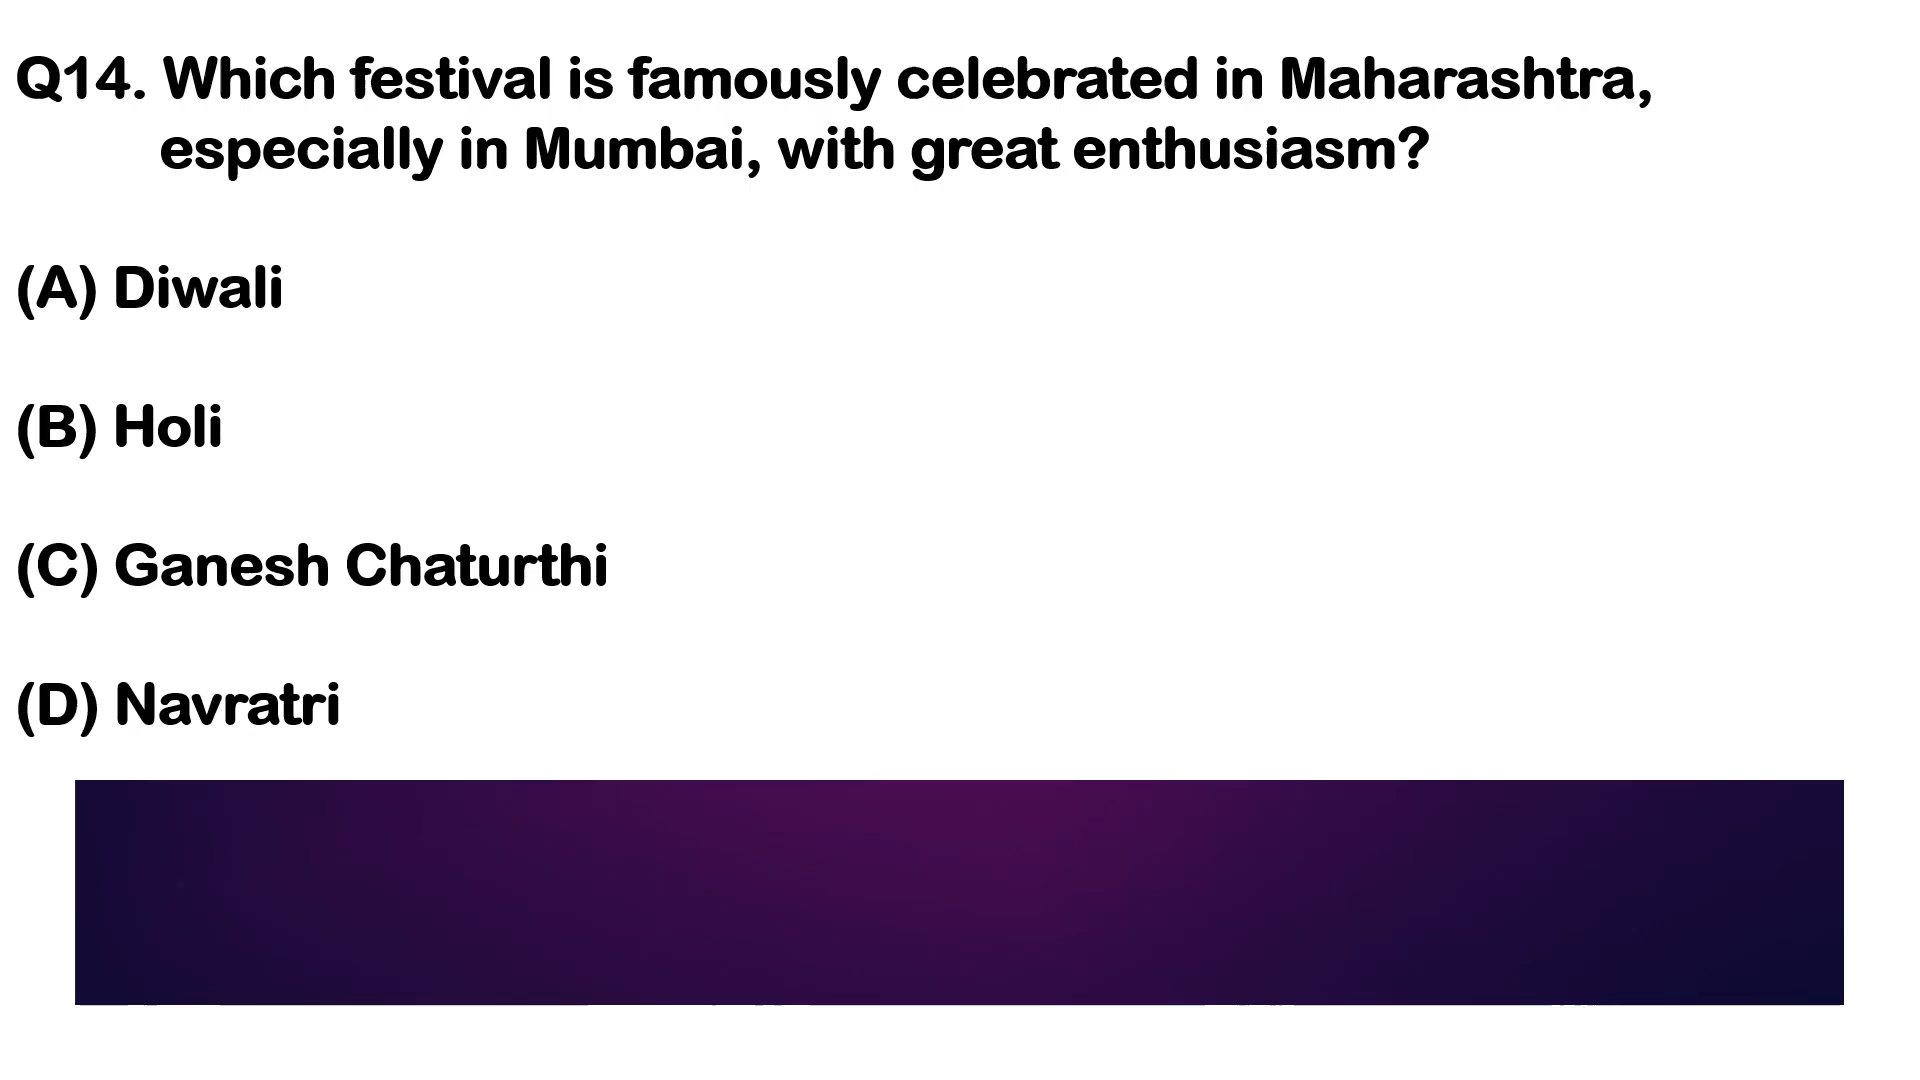 Q14. Which festival is famously celebrated in Maharashtra,
especially in Mumbai, with great enthusiasm?
(A) Diwali
(B) Holi
(C) Ganesh Chaturthi
(D) Navratri